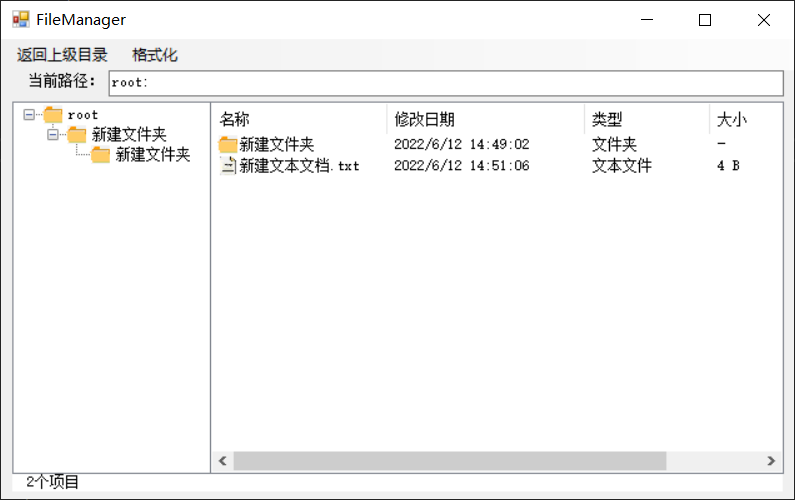 FileManager
返回上级目录 格式化
当前路径: root:
root
新建文件夹
新建文件夹
名称 修改日期 类型 大小
新建文件夹 2022/6/12 14:49:02 文件夹 -
新建文本文档.txt 2022/6/12 14:51:06 文本文件 4 B
2个项目